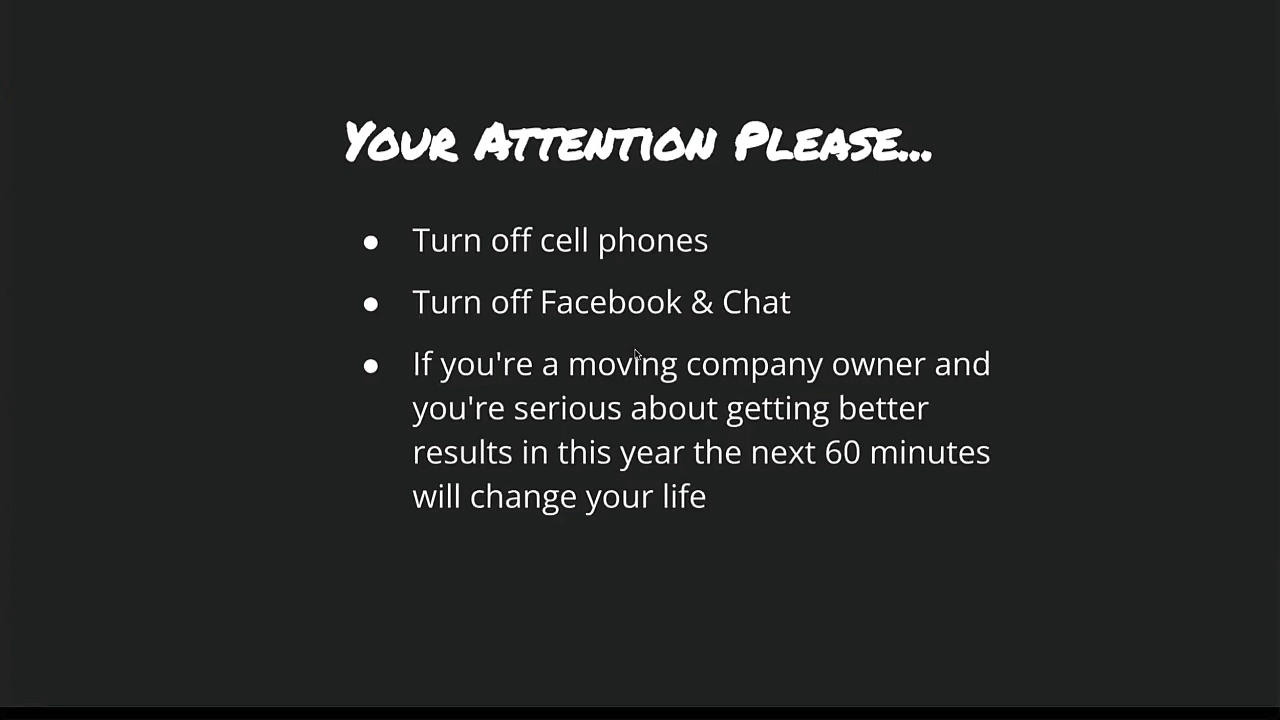 Your Attention Please...
● Turn off cell phones
● Turn off Facebook & Chat
● If you're a moving company owner and
you're serious about getting better
results in this year the next 60 minutes
will change your life